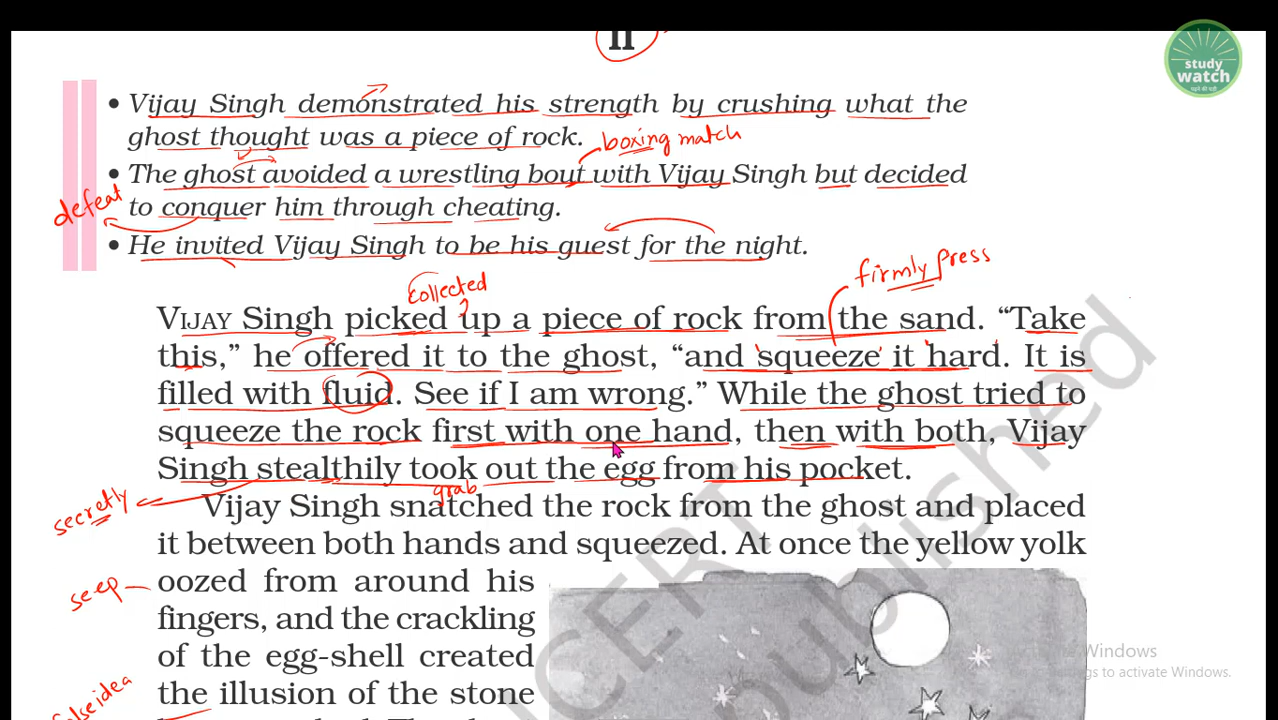 II
study
watch
• Vijay Singh demonstrated his strength by crushing what the
ghost thought was a piece of rock.
boxing match
• The ghost avoided a wrestling bout with Vijay Singh but decided
defeat
to conquer him through cheating.
• He invited Vijay Singh to be his guest for the night.
firmly press
collected
VIJAY Singh picked up a piece of rock from the sand. “Take
this,” he offered it to the ghost, “and squeeze it hard. It is
filled with fluid. See if I am wrong.” While the ghost tried to
squeeze the rock first with one hand, then with both, Vijay
Singh stealthily took out the egg from his pocket.
grab
secretly
Vijay Singh snatched the rock from the ghost and placed
it between both hands and squeezed. At once the yellow yolk
seep
oozed from around his
fingers, and the crackling
of the egg-shell created
the illusion of the stone
false idea
NCERT
published
Windows
to activate Windows.